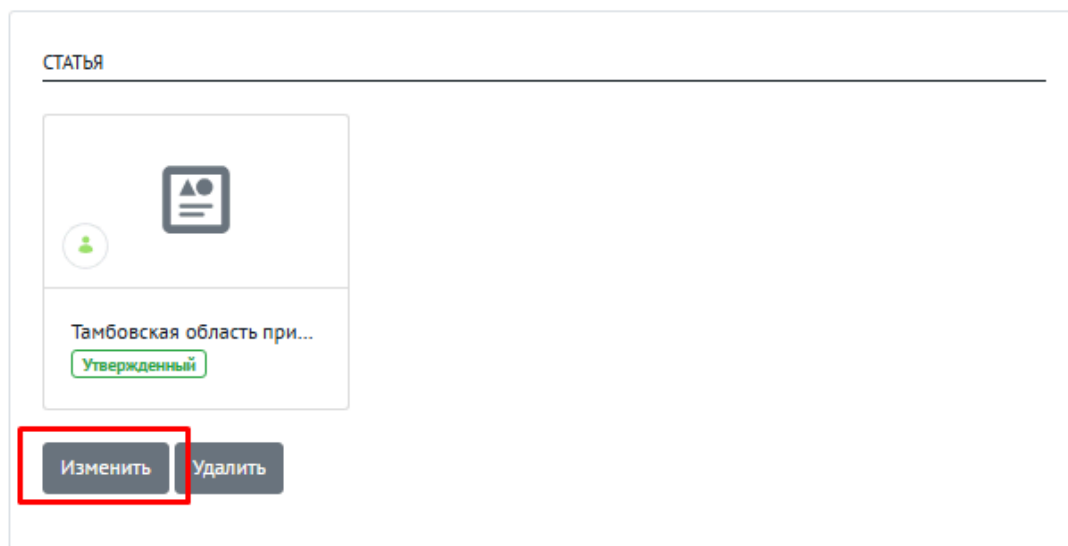 СТАТЬЯ
Тамбовская область при...
Утвержденный
Изменить Удалить